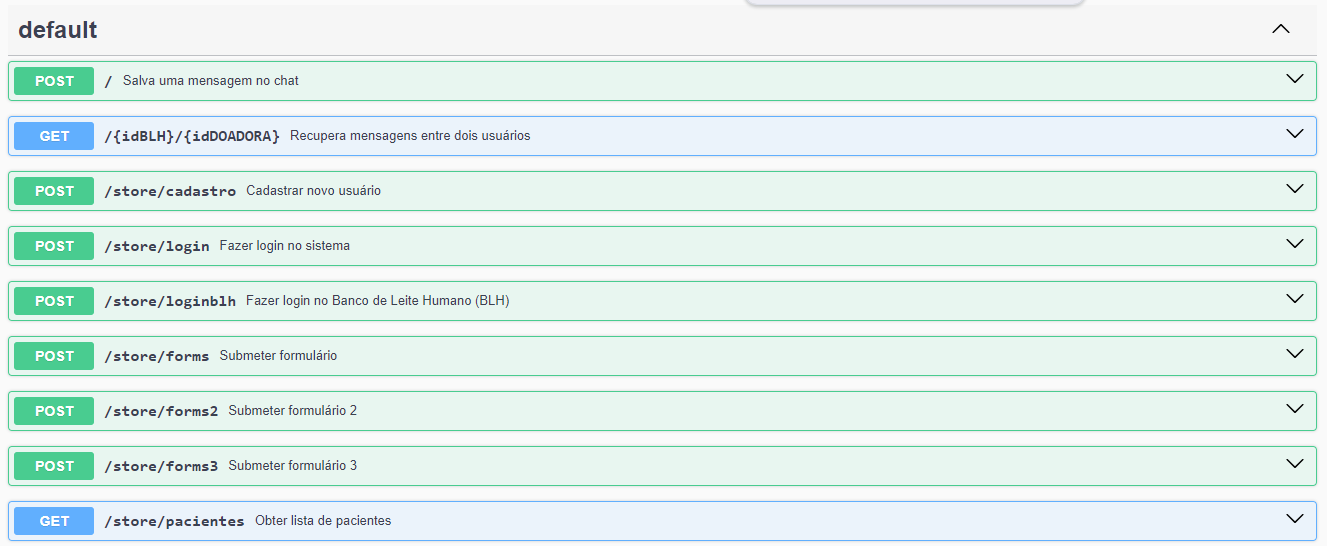 default
POST / Salva uma mensagem no chat
GET /{idBLH}/{idDOADORA} Recupera mensagens entre dois usuários
POST /store/cadastro Cadastrar novo usuário
POST /store/login Fazer login no sistema
POST /store/loginblh Fazer login no Banco de Leite Humano (BLH)
POST /store/forms Submeter formulário
POST /store/forms2 Submeter formulário 2
POST /store/forms3 Submeter formulário 3
GET /store/pacientes Obter lista de pacientes